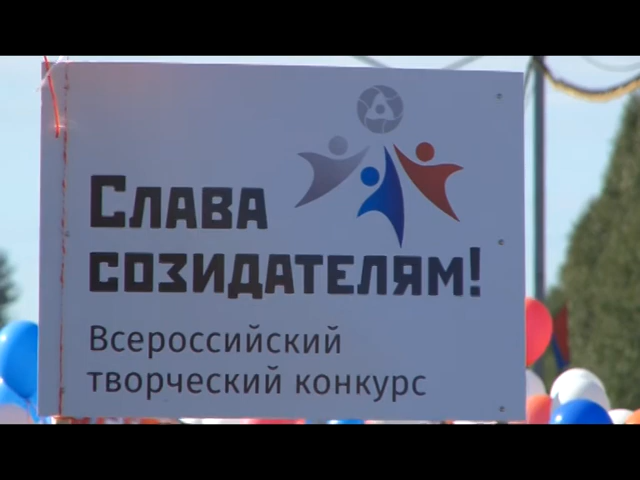 Слава
созидателям!
Всероссийский
творческий конкурс